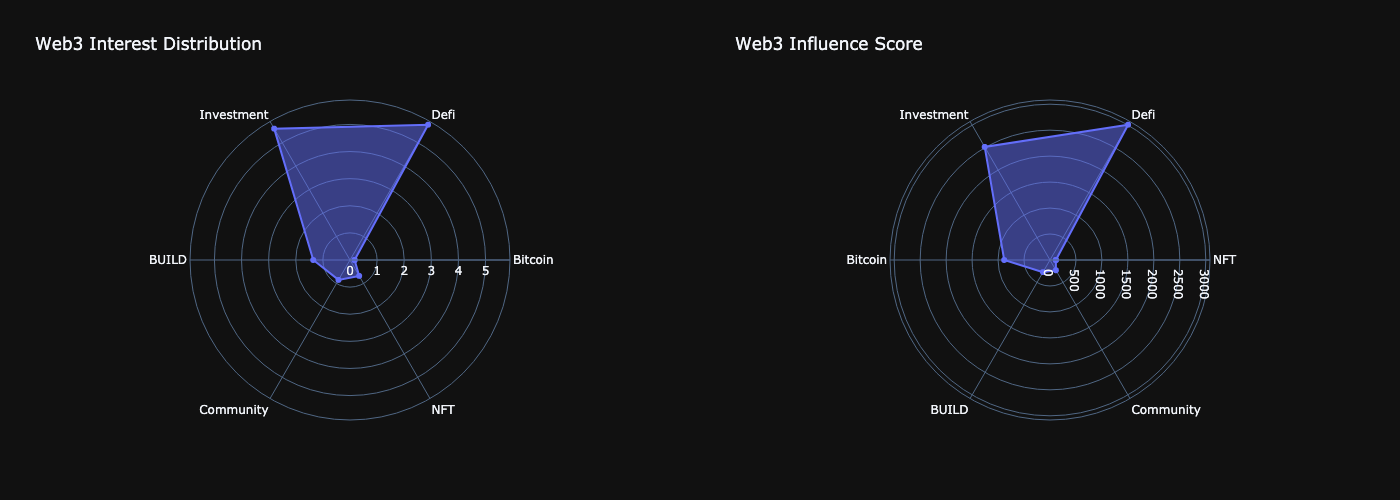 Web3 Interest Distribution
Investment
Defi
BUILD
Bitcoin
0 1 2 3 4 5
Community
NFT
Web3 Influence Score
Investment
Defi
Bitcoin
NFT
0 500 1000 1500 2000 2500 3000
BUILD
Community